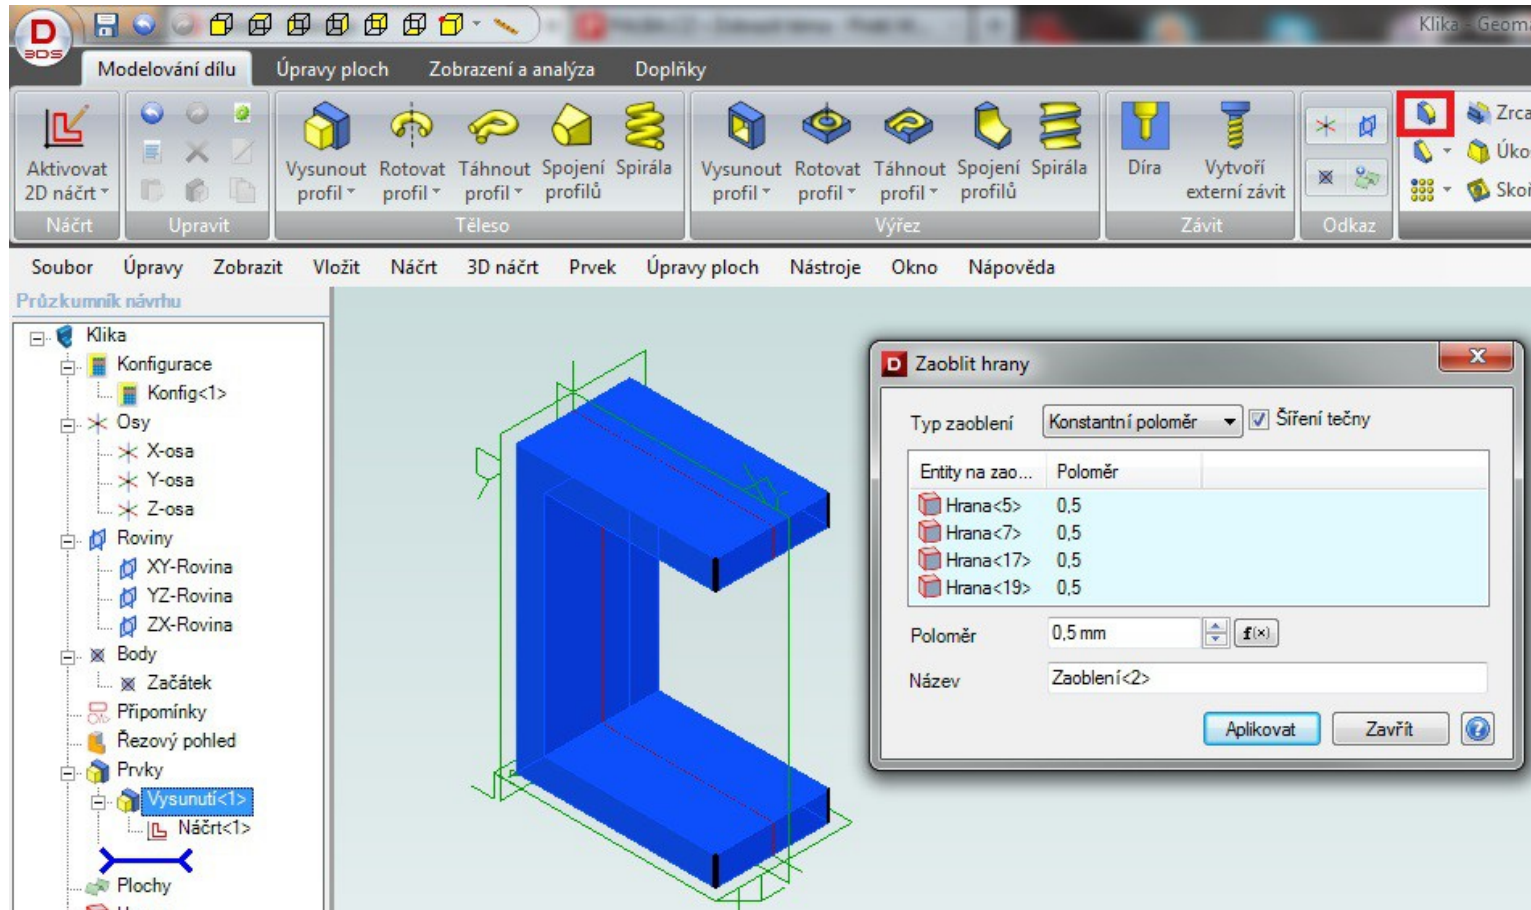 D
3DS
Klika - Geoma
Modelování dílu Úpravy ploch Zobrazení a analýza Doplňky
Aktivovat
2D náčrt
Náčrt
Upravit
Vysunout
profil
Rotovat
profil
Táhnout
profil
Spojení
profilů
Spirála
Těleso
Vysunout
profil
Rotovat
profil
Táhnout
profil
Spojení
profilů
Spirála
Výřez
Díra
Vytvoří
externí závit
Závit
Odkaz
Zrca
Úko
Skoř
Soubor Úpravy Zobrazit Vložit Náčrt 3D náčrt Prvek Úpravy ploch Nástroje Okno Nápověda
Průzkumník návrhu
Klika
Konfigurace
Konfig<1>
Osy
X-osa
Y-osa
Z-osa
Roviny
XY-Rovina
YZ-Rovina
ZX-Rovina
Body
Začátek
Připomínky
Řezový pohled
Prvky
Vysunutí<1>
Náčrt<1>
Plochy
XY
D Zaoblit hrany
Typ zaoblení Konstantní poloměr Šíření tečny
Entity na zao... Poloměr
Hrana<5> 0,5
Hrana<7> 0,5
Hrana<17> 0,5
Hrana<19> 0,5
Poloměr 0,5 mm f(x)
Název Zaoblení<2>
Aplikovat Zavřít ?